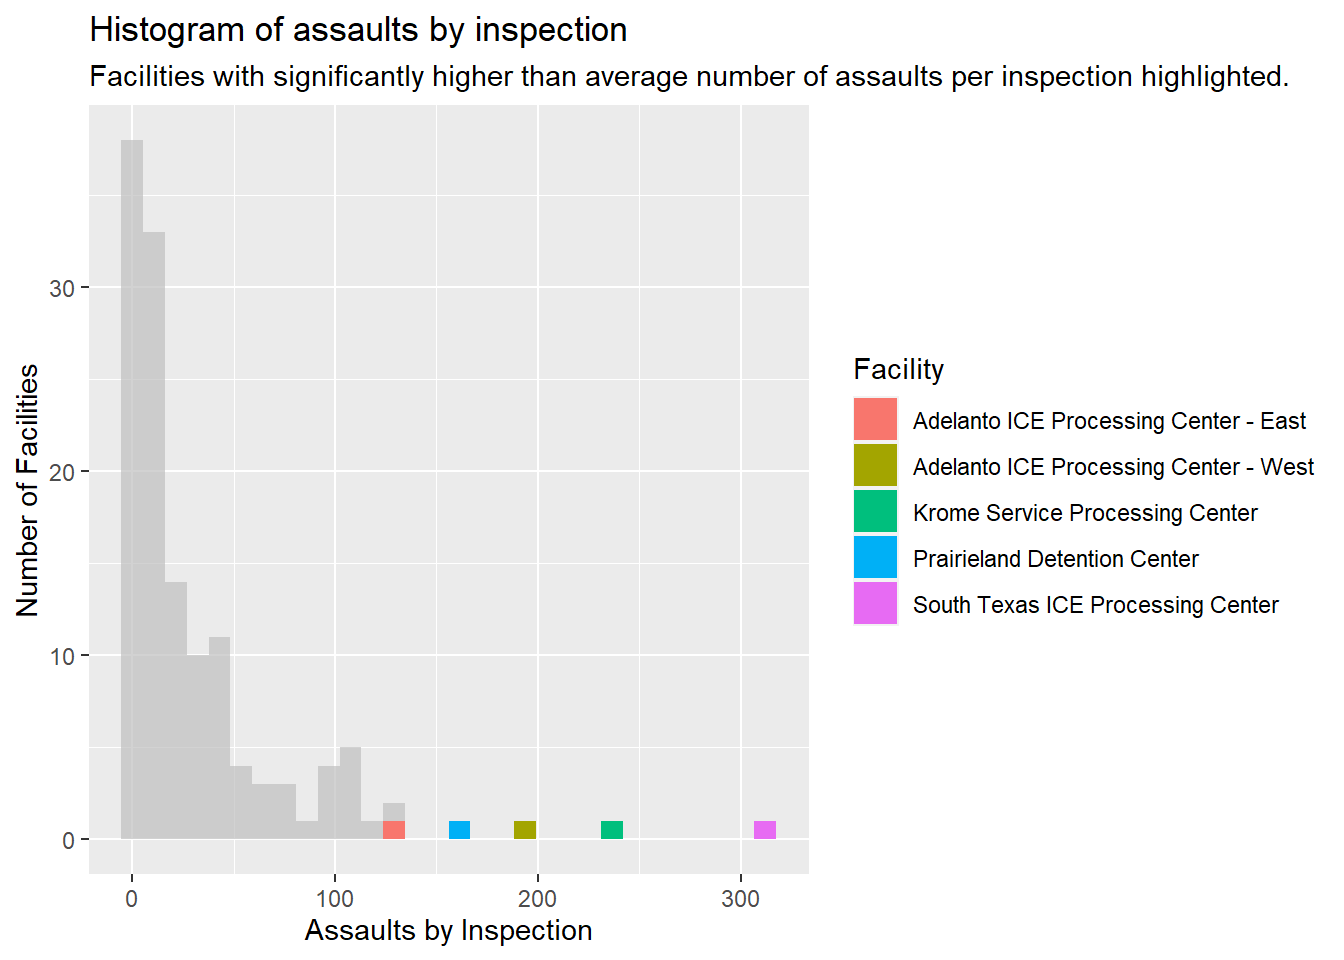 Histogram of assaults by inspection
Facilities with significantly higher than average number of assaults per inspection highlighted.
Number of Facilities
30
20
10
0
0 100 200 300
Assaults by Inspection
Facility
Adelanto ICE Processing Center - East
Adelanto ICE Processing Center - West
Krome Service Processing Center
Prairieland Detention Center
South Texas ICE Processing Center